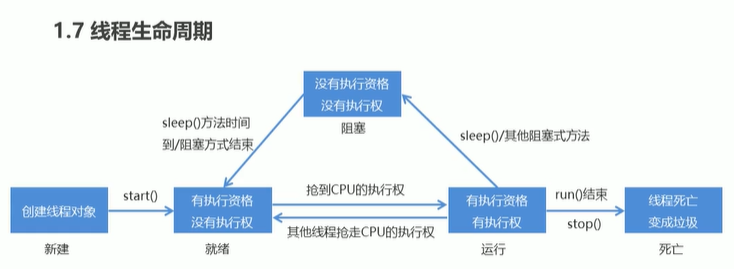 1.7 线程生命周期
没有执行资格
没有执行权
阻塞
sleep()方法时间
到/阻塞方式结束
sleep()/其他阻塞式方法
创建线程对象
新建
start()
有执行资格
没有执行权
就绪
抢到CPU的执行权
其他线程抢走CPU的执行权
有执行资格
有执行权
运行
run()结束
stop()
线程死亡
变成垃圾
死亡